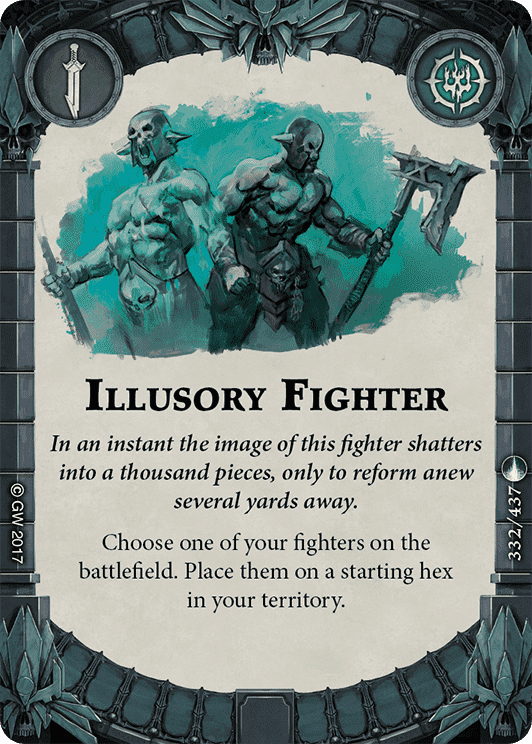 ILLUSORY FIGHTER
In an instant the image of this fighter shatters
into a thousand pieces, only to reform anew
several yards away.
Choose one of your fighters on the
battlefield. Place them on a starting hex
in your territory.
© GW 2017
332/437